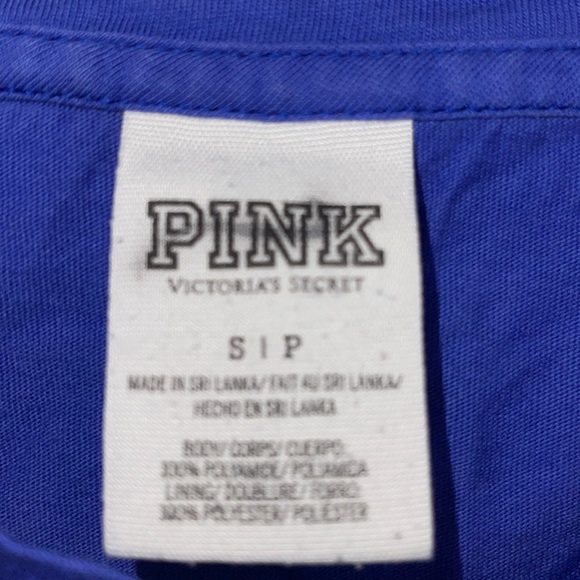 PINK
VICTORIA'S SECRET
S | P
MADE IN SRI LANKA/ FAIT AU SRI LANKA/
HECHO EN SRI LANKA
BODY/ CORPS/ CUERPO:
POLYAMIDE/ POLIAMIDA
LINING/ DOUBLURE/ FORRO:
100% POLYESTER/ POLIÉSTER